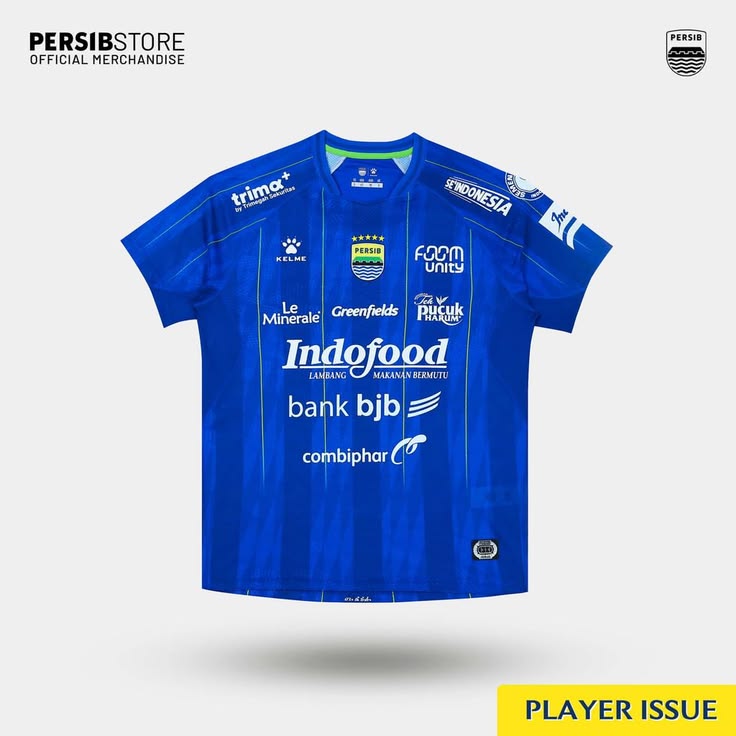 PERSIBSTORE
OFFICIAL MERCHANDISE
PERSIB
trima+
by Trimegah Sekuritas
SE'INDONESIA
SEMEN
KELME
PERSIB
FOOM
UNITY
Le
Minerale
Greenfields
Teh
pucuk
HARUM
Indofood
LAMBANG MAKANAN BERMUTU
bank bjb
combiphar
PLAYER ISSUE